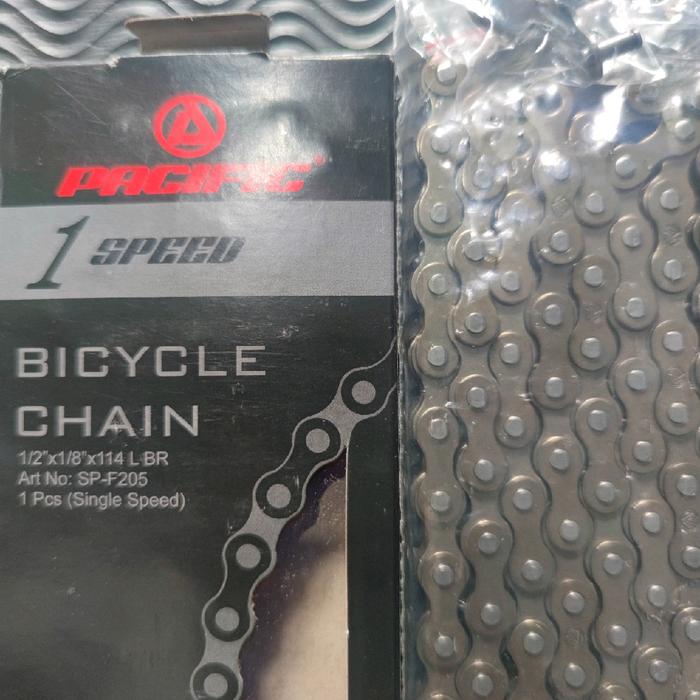 PACIFIC
1 SPEED
BICYCLE
CHAIN
1/2"x1/8"x114 L BR
Art No: SP-F205
1 Pcs (Single Speed)